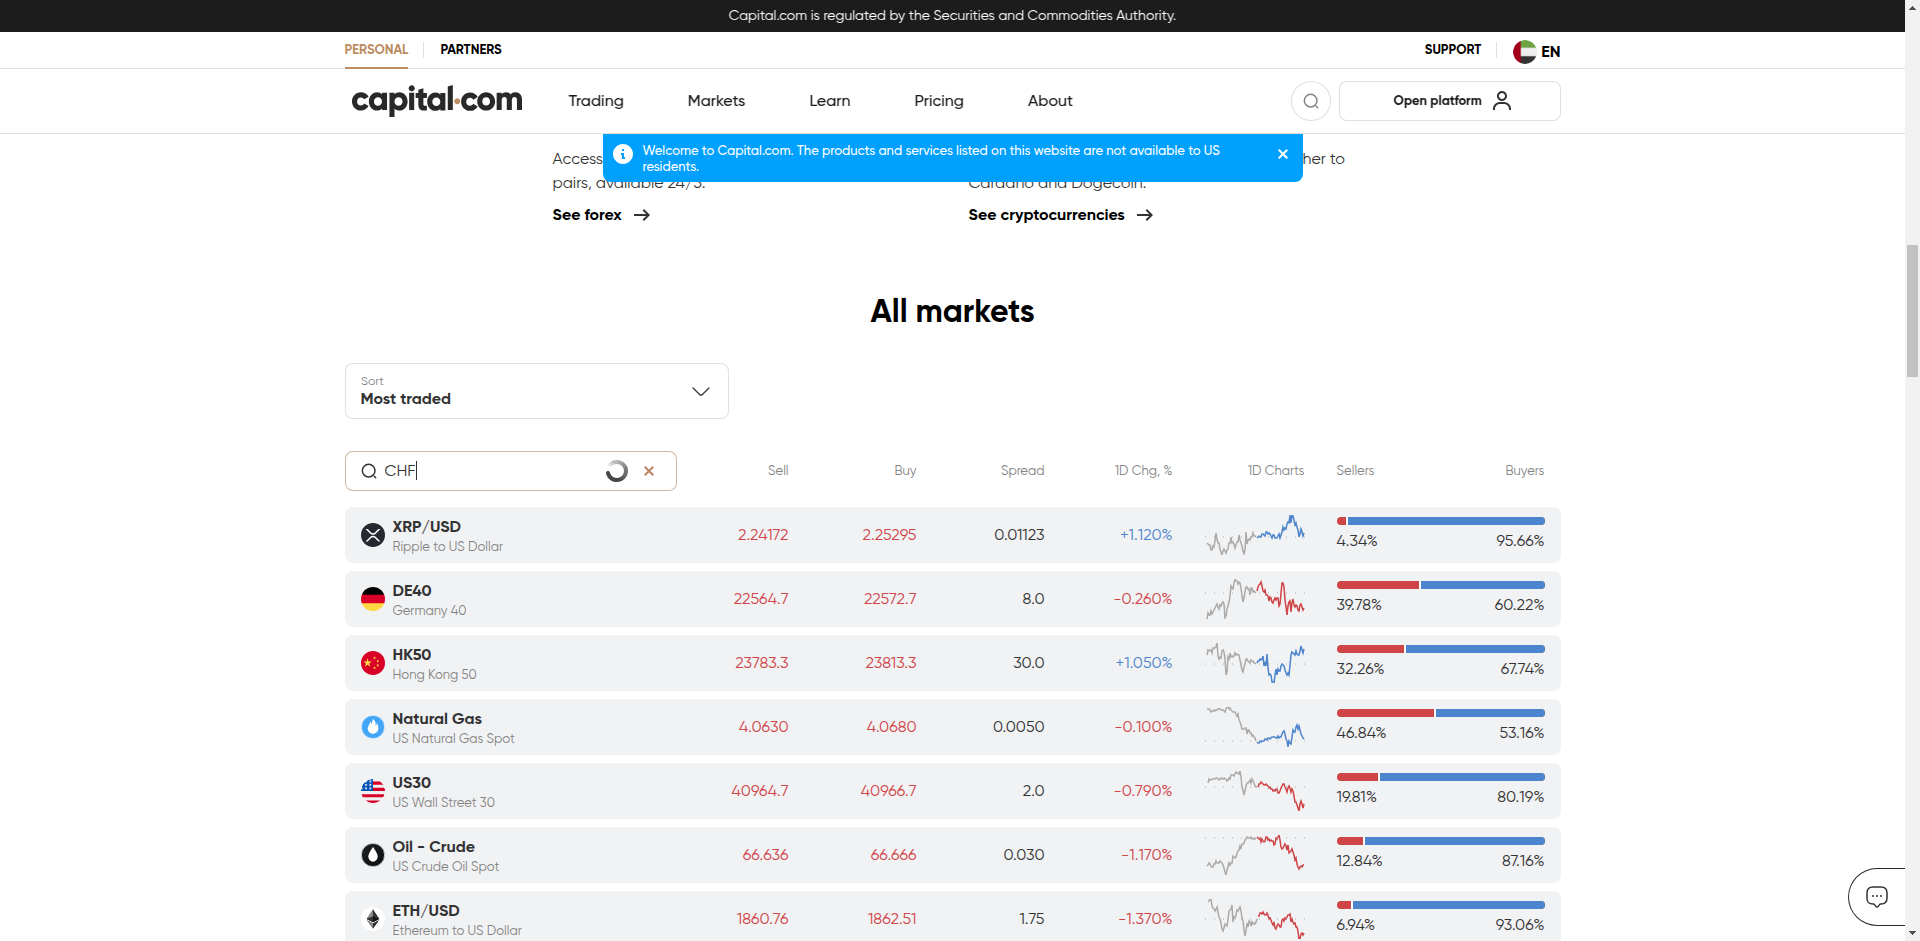 Capital.com is regulated by the Securities and Commodities Authority.
PERSONAL PARTNERS SUPPORT EN
capital.com Trading Markets Learn Pricing About Open platform
Welcome to Capital.com. The products and services listed on this website are not available to US
residents.
Access her to
pairs, available 24/5. Cardano and Dogecoin.
See forex See cryptocurrencies
All markets
Sort
Most traded
CHF Sell Buy Spread 1D Chg, % 1D Charts Sellers Buyers
XRP/USD
Ripple to US Dollar
2.24172 2.25295 0.01123 +1.120% 4.34% 95.66%
DE40
Germany 40
22564.7 22572.7 8.0 -0.260% 39.78% 60.22%
HK50
Hong Kong 50
23783.3 23813.3 30.0 +1.050% 32.26% 67.74%
Natural Gas
US Natural Gas Spot
4.0630 4.0680 0.0050 -0.100% 46.84% 53.16%
US30
US Wall Street 30
40964.7 40966.7 2.0 -0.790% 19.81% 80.19%
Oil - Crude
US Crude Oil Spot
66.636 66.666 0.030 -1.170% 12.84% 87.16%
ETH/USD
Ethereum to US Dollar
1860.76 1862.51 1.75 -1.370% 6.94% 93.06%